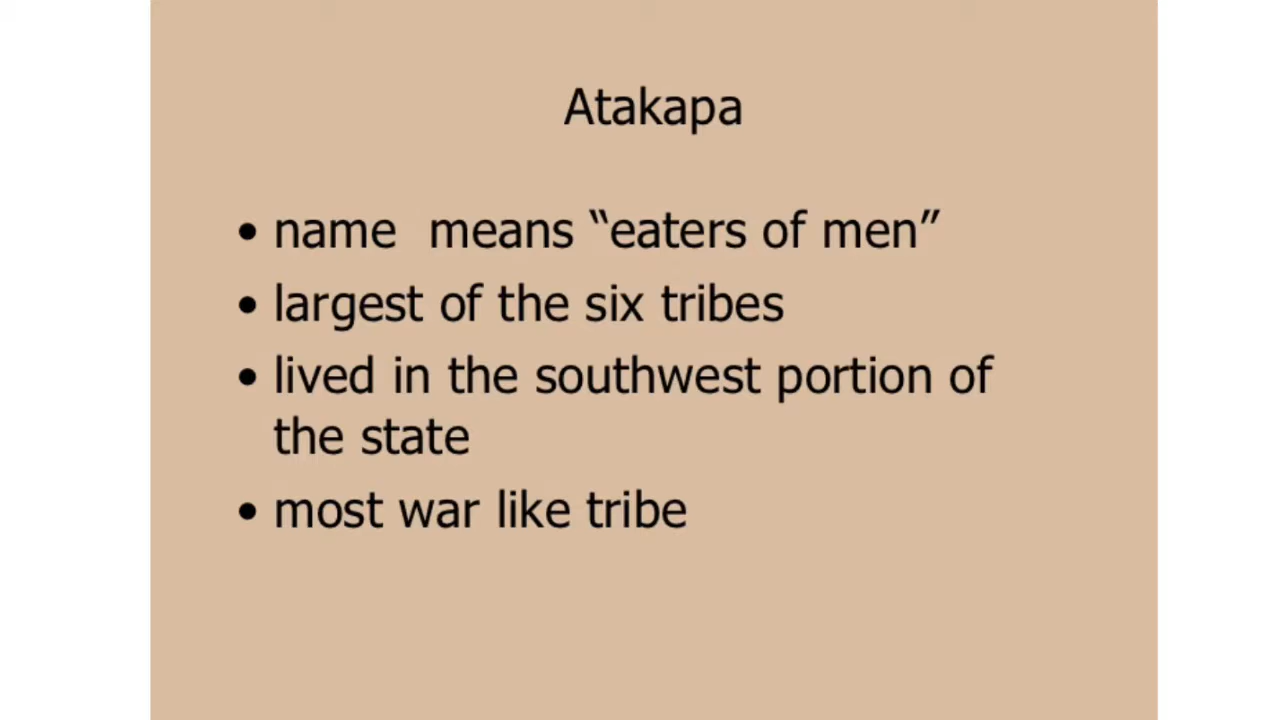 Atakapa
• name  means “eaters of men”
• largest of the six tribes
• lived in the southwest portion of
the state
• most war like tribe